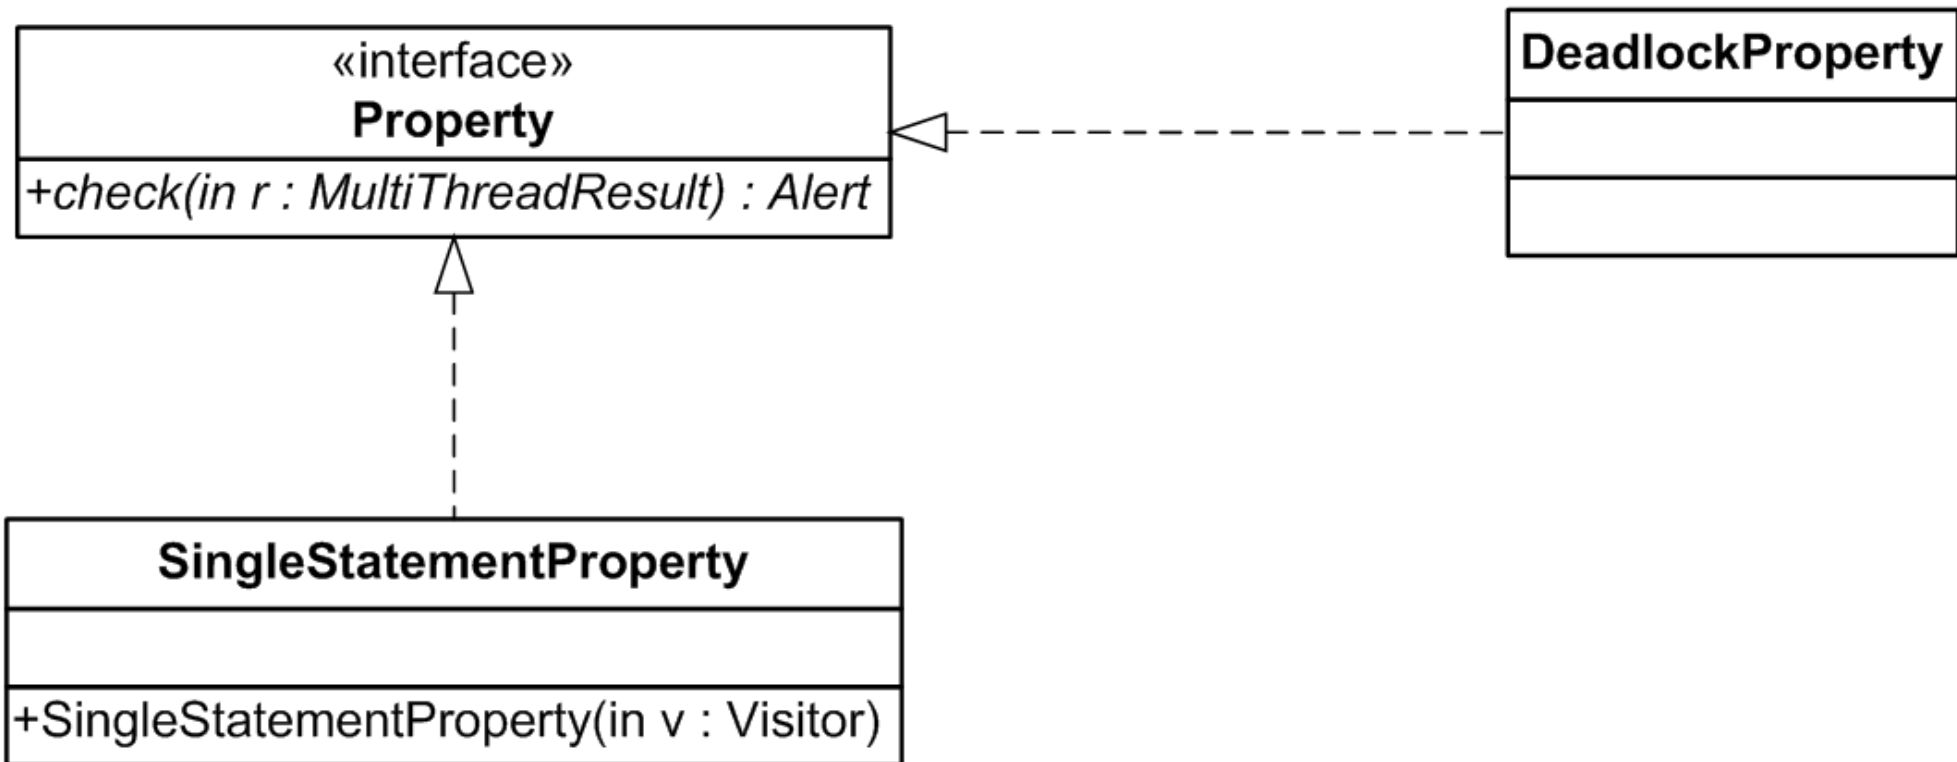 «interface»
Property
+check(in r : MultiThreadResult) : Alert
DeadlockProperty
SingleStatementProperty
+SingleStatementProperty(in v : Visitor)